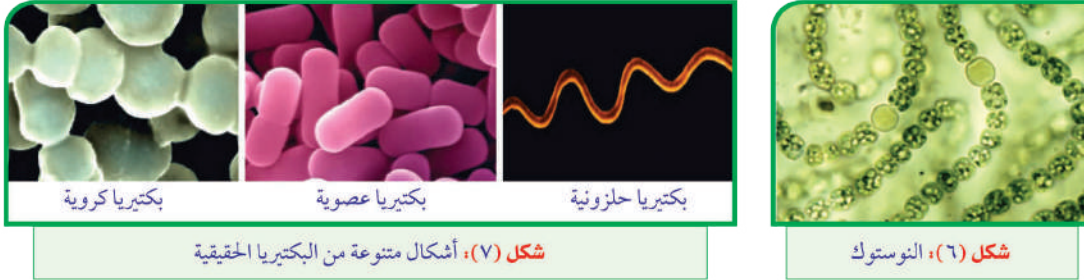 بكتيريا حلزونية
بكتيريا عصوية
بكتيريا كروية
شكل (٦): النوستوك
شكل (٧): أشكال متنوعة من البكتيريا الحقيقية